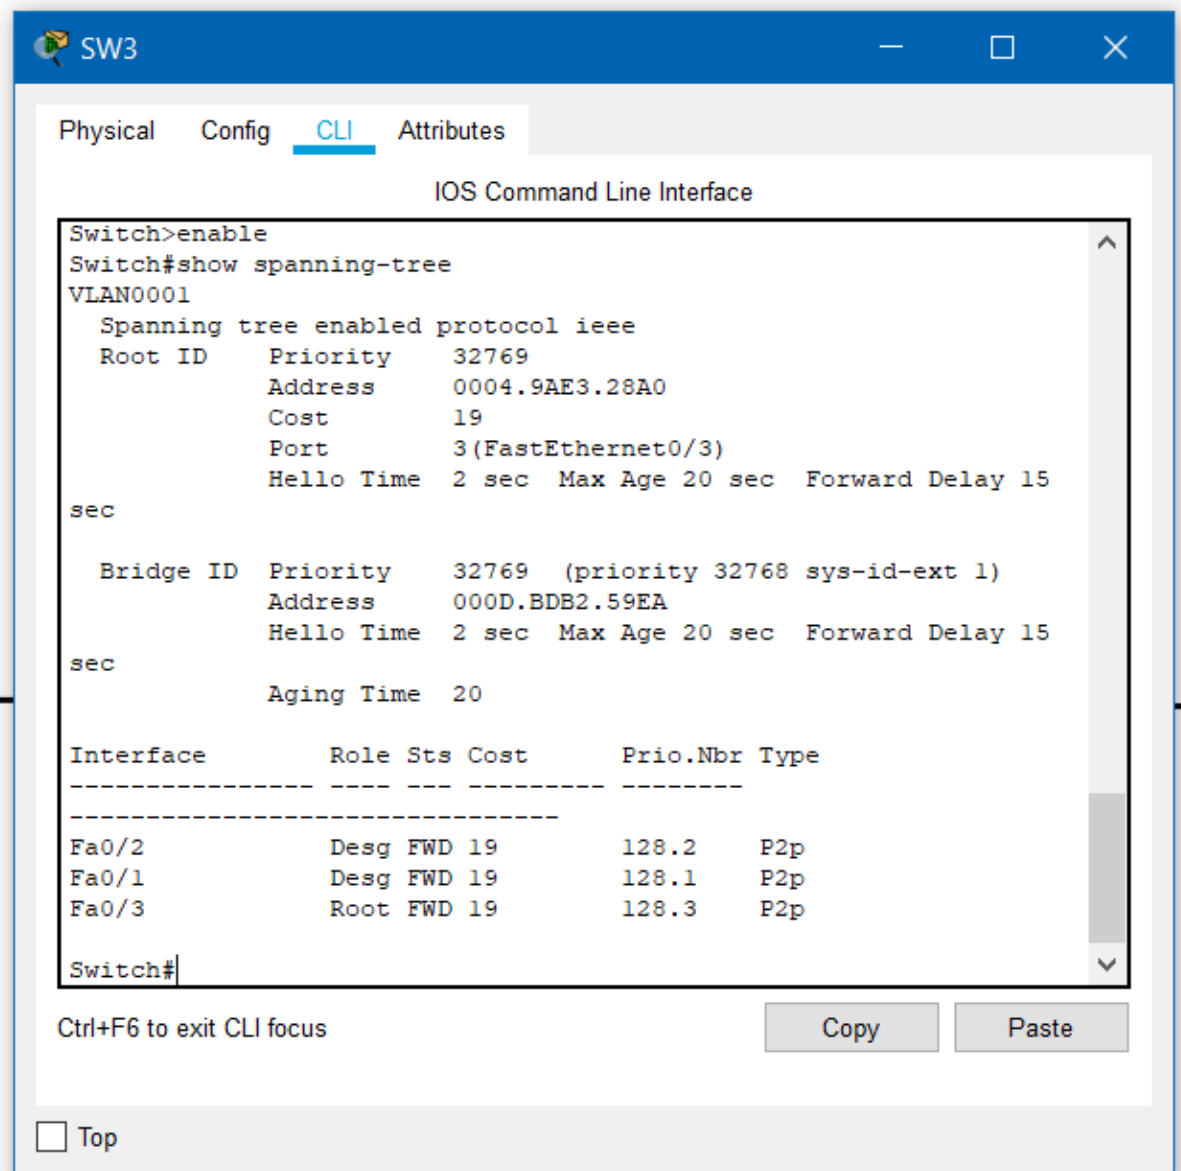 SW3
Physical Config CLI Attributes
IOS Command Line Interface
Switch>enable
Switch#show spanning-tree
VLAN0001
  Spanning tree enabled protocol ieee
  Root ID    Priority    32769
             Address     0004.9AE3.28A0
             Cost        19
             Port        3(FastEthernet0/3)
             Hello Time  2 sec  Max Age 20 sec  Forward Delay 15
sec

  Bridge ID  Priority    32769  (priority 32768 sys-id-ext 1)
             Address     000D.BDB2.59EA
             Hello Time  2 sec  Max Age 20 sec  Forward Delay 15
sec
             Aging Time  20

Interface        Role Sts Cost      Prio.Nbr Type
---------------- ---- --- --------- --------
--------------------------------
Fa0/2            Desg FWD 19        128.2    P2p
Fa0/1            Desg FWD 19        128.1    P2p
Fa0/3            Root FWD 19        128.3    P2p

Switch#
Ctrl+F6 to exit CLI focus
Copy Paste
Top